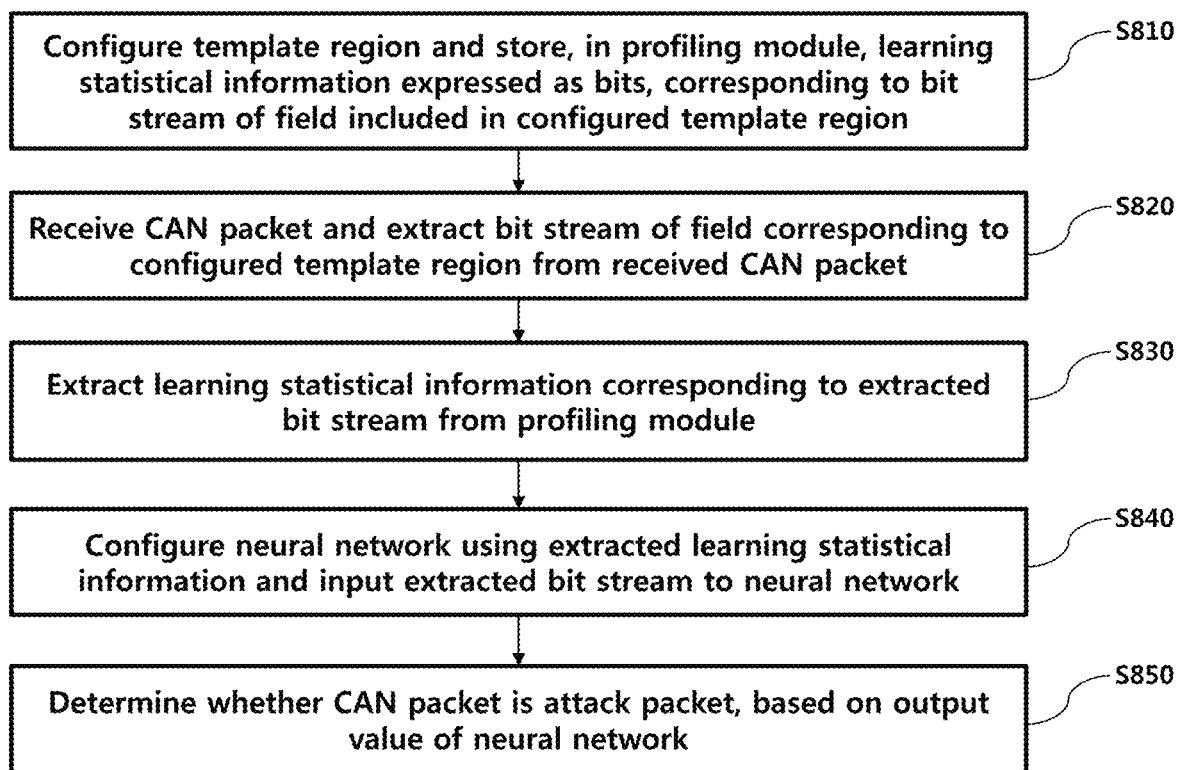 Configure template region and store, in profiling module, learning
statistical information expressed as bits, corresponding to bit
stream of field included in configured template region
S810
Receive CAN packet and extract bit stream of field corresponding to
configured template region from received CAN packet
S820
Extract learning statistical information corresponding to extracted
bit stream from profiling module
S830
Configure neural network using extracted learning statistical
information and input extracted bit stream to neural network
S840
Determine whether CAN packet is attack packet, based on output
value of neural network
S850